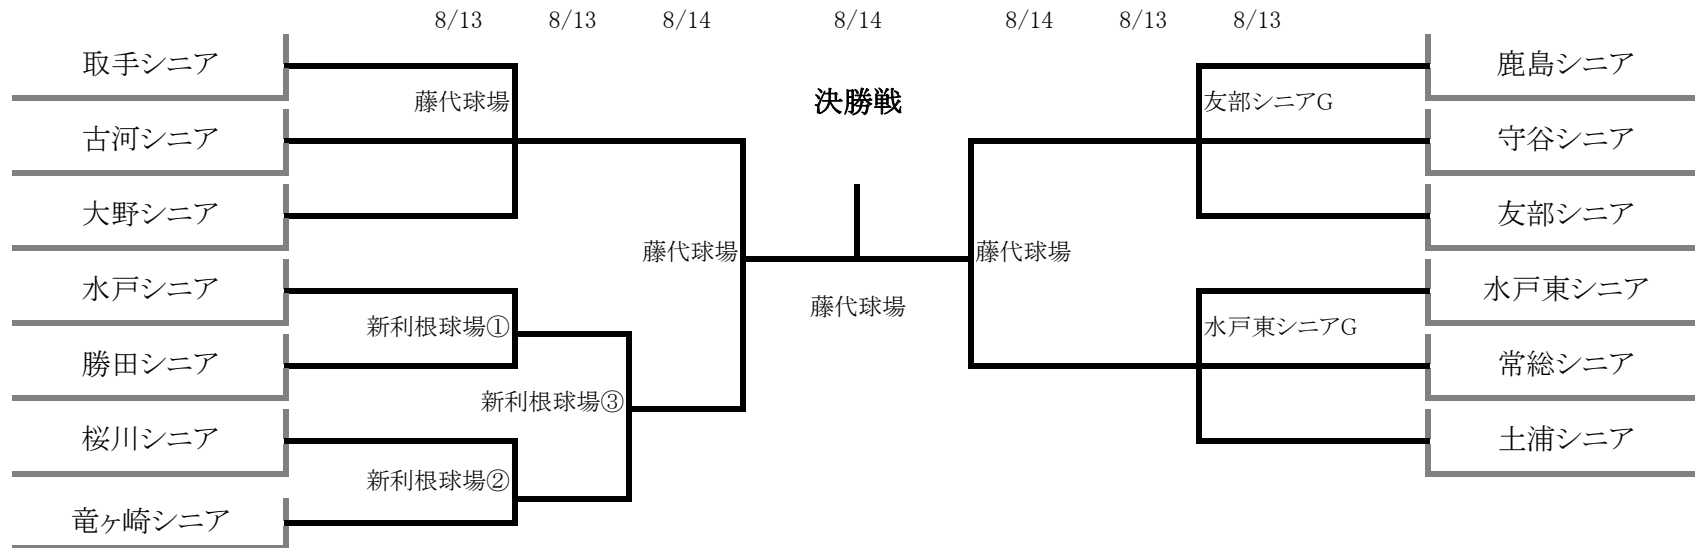 8/13 8/13 8/14 8/14 8/14 8/13 8/13
取手シニア
藤代球場
古河シニア
大野シニア
水戸シニア
新利根球場①
勝田シニア
新利根球場③
桜川シニア
新利根球場②
竜ヶ崎シニア
藤代球場
決勝戦
藤代球場
藤代球場
鹿島シニア
友部シニアG
守谷シニア
友部シニア
水戸東シニア
水戸東シニアG
常総シニア
土浦シニア